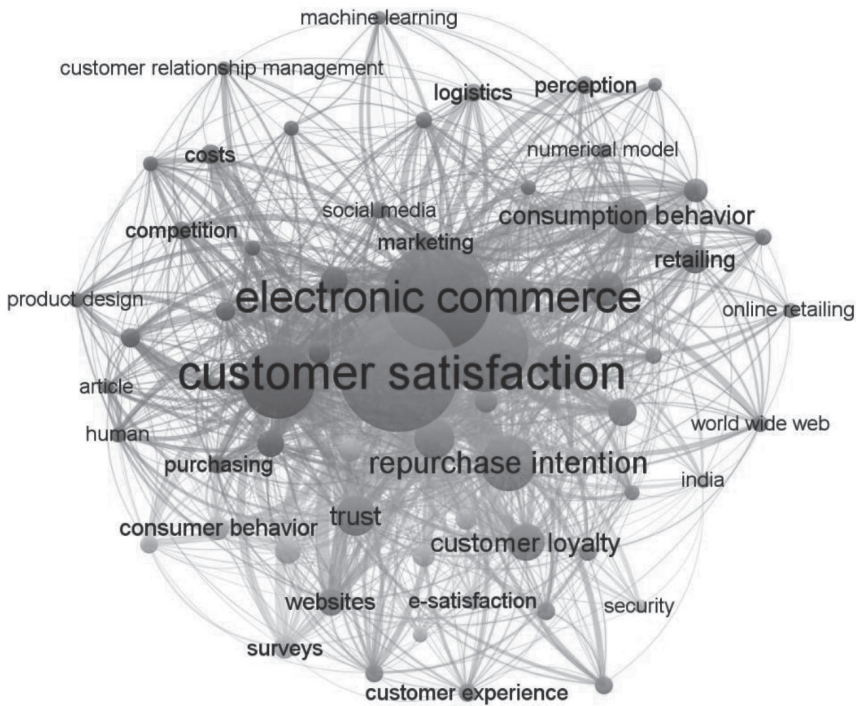 machine learning
customer relationship management
logistics
perception
costs
numerical model
social media
consumption behavior
competition
marketing
retailing
product design
electronic commerce
online retailing
customer satisfaction
article
world wide web
human
purchasing
repurchase intention
india
trust
consumer behavior
customer loyalty
websites
e-satisfaction
security
surveys
customer experience